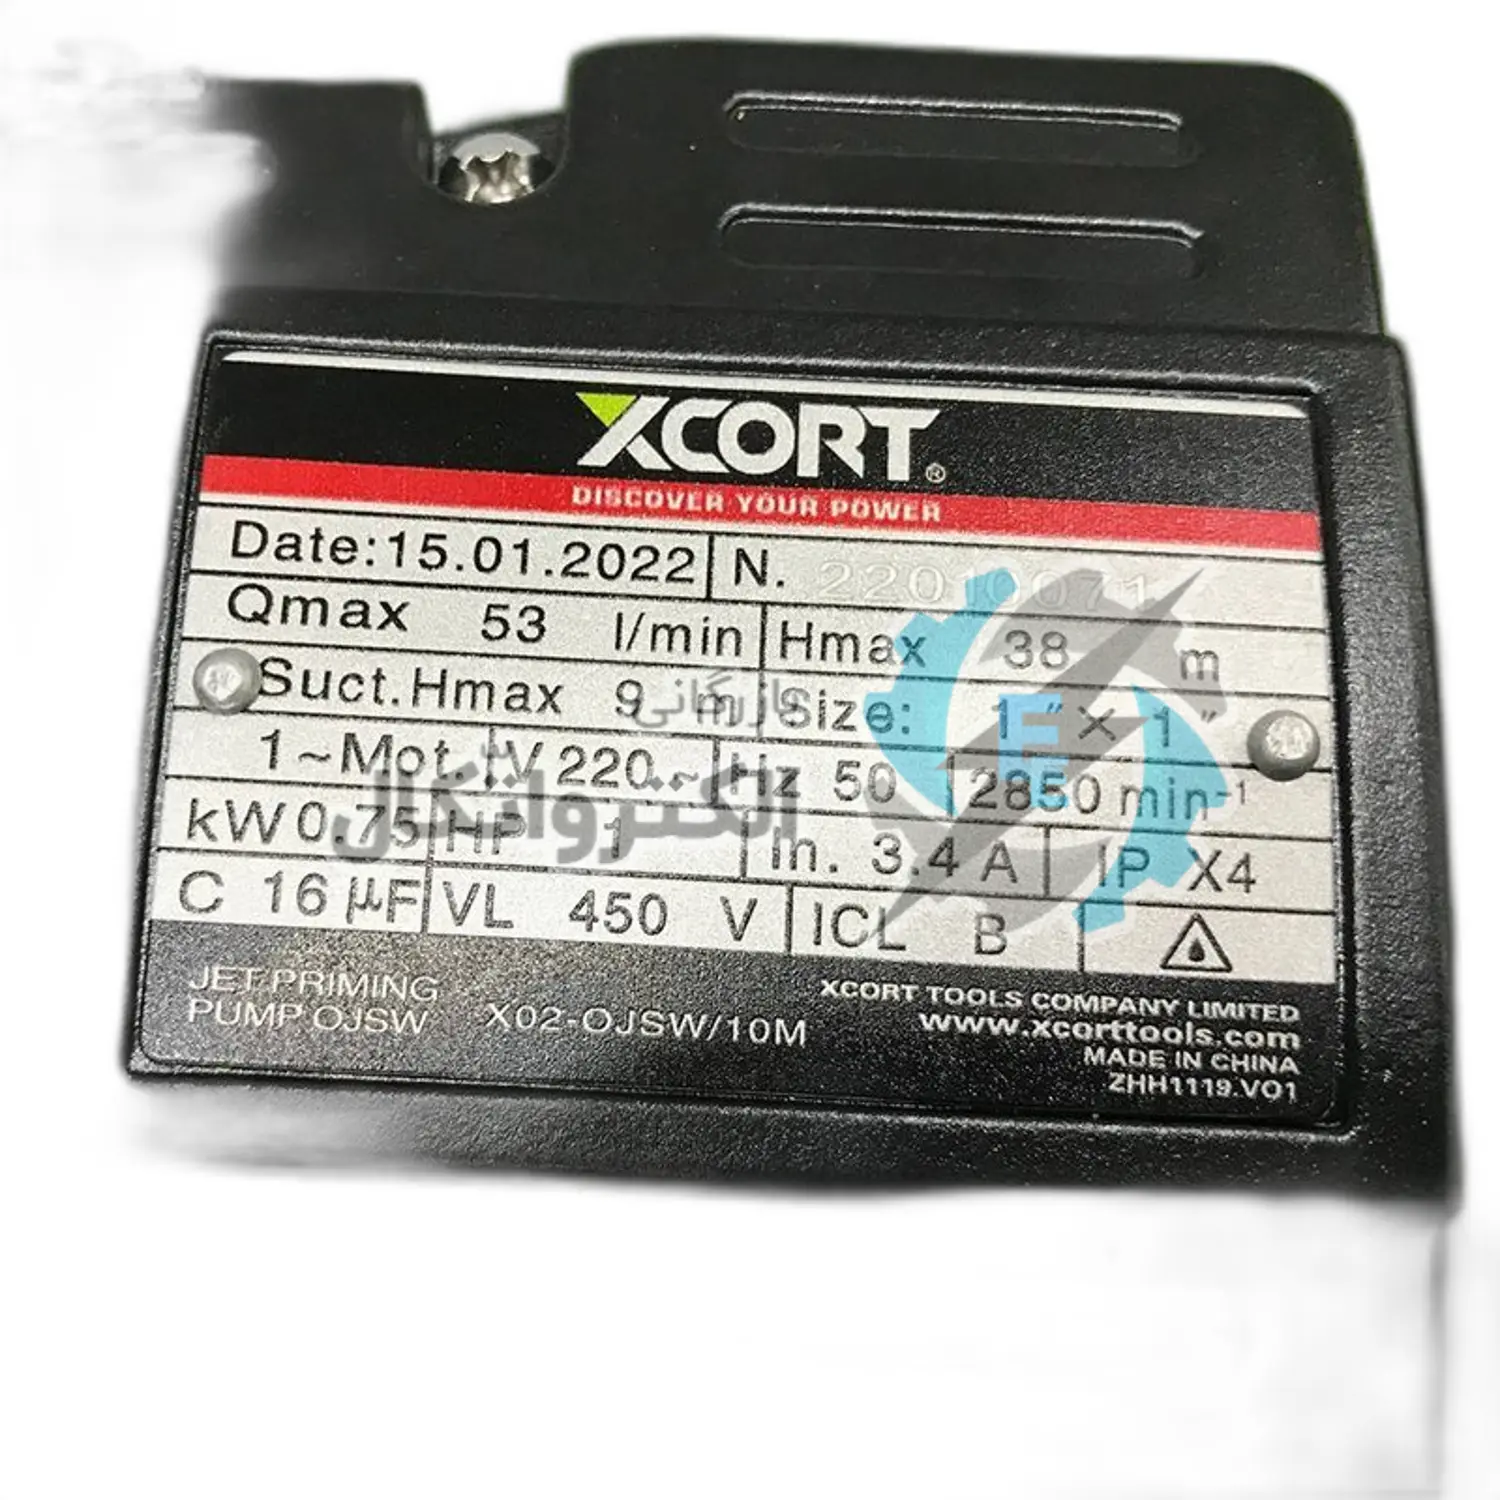 XCORT®
DISCOVER YOUR POWER
Date:15.01.2022 N. 22010071
Qmax 53 l/min Hmax 38 m
Suct.Hmax 9 m Size: 1" X 1"
1~Mot. V 220 ~ Hz 50 2850 min-1
kW 0.75 HP 1 In. 3.4 A IP X4
C 16 µF VL 450 V ICL B
بازرگانی
الکترواتکال
E
JET PRIMING
PUMP OJSW X02-OJSW/10M
XCORT TOOLS COMPANY LIMITED
www.xcorttools.com
MADE IN CHINA
ZHH1119.V01